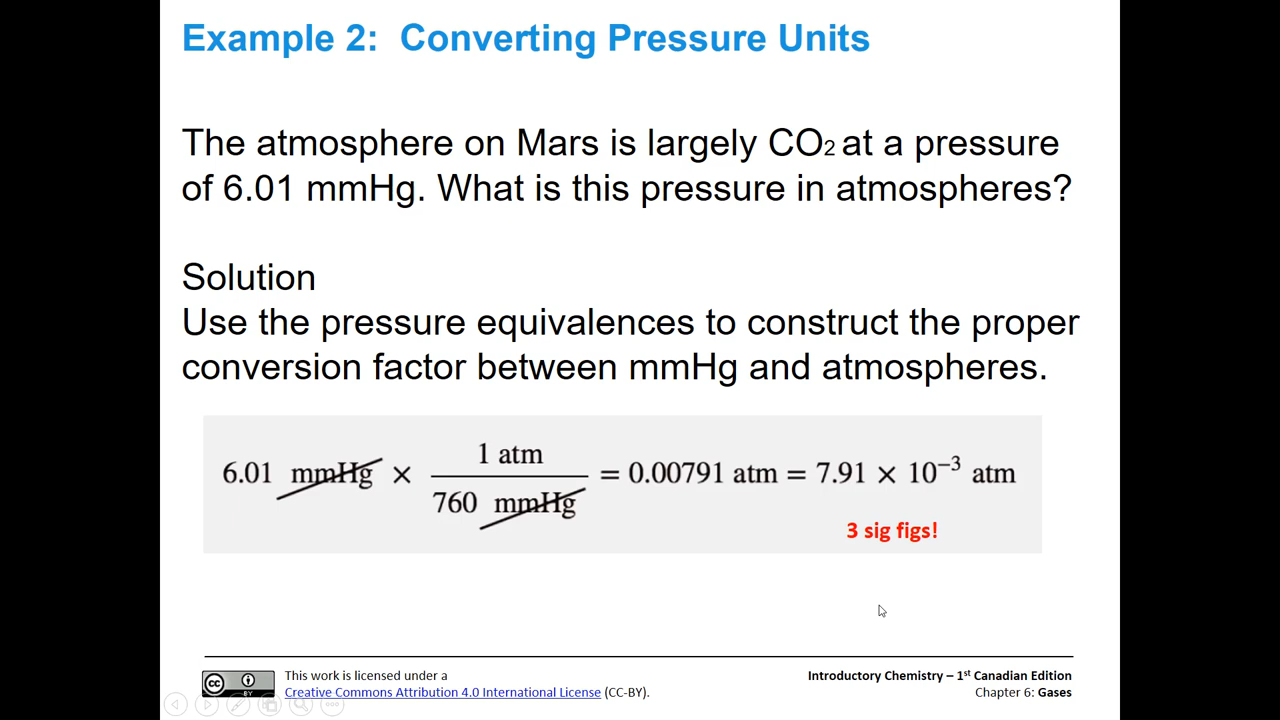 Example 2:  Converting Pressure Units
The atmosphere on Mars is largely CO₂ at a pressure
of 6.01 mmHg. What is this pressure in atmospheres?
Solution
Use the pressure equivalences to construct the proper
conversion factor between mmHg and atmospheres.
6.01 mmHg × 1 atm / 760 mmHg = 0.00791 atm = 7.91 × 10⁻³ atm
3 sig figs!
cc BY
This work is licensed under a
Creative Commons Attribution 4.0 International License (CC-BY).
Introductory Chemistry – 1st Canadian Edition
Chapter 6: Gases